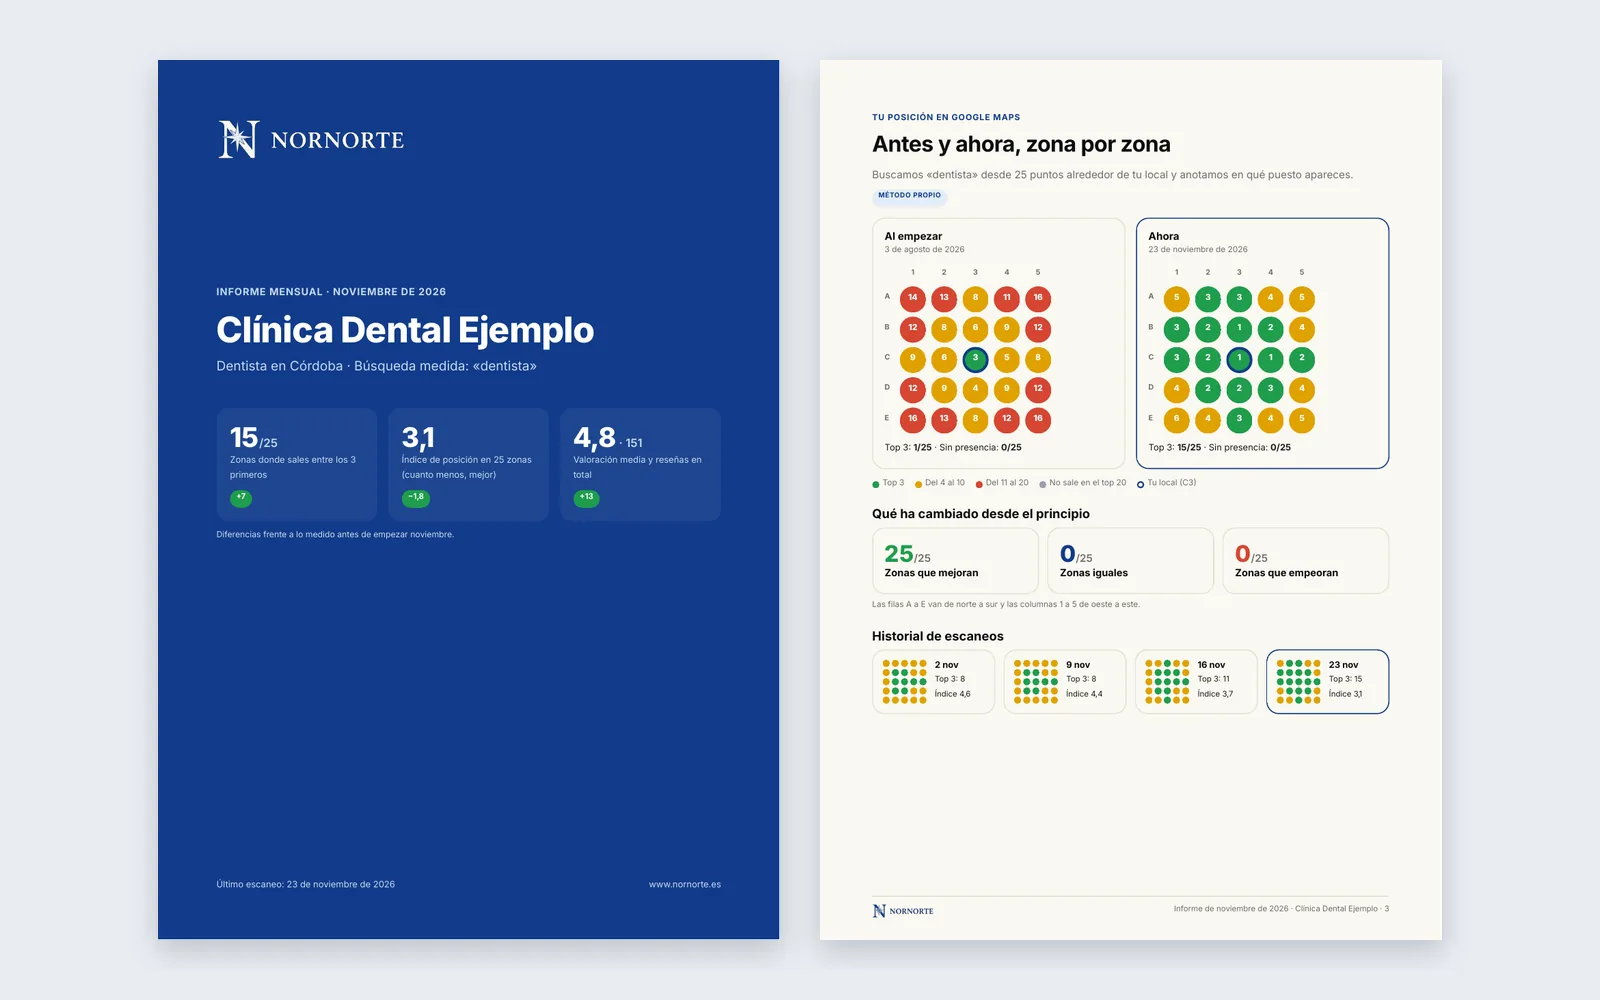 NORNORTE
INFORME MENSUAL · NOVIEMBRE DE 2026
Clínica Dental Ejemplo
Dentista en Córdoba · Búsqueda medida: «dentista»
15/25
Zonas donde sales entre los 3
primeros
+7
3,1
Índice de posición en 25 zonas
(cuanto menos, mejor)
−1,8
4,8 · 151
Valoración media y reseñas en
total
+13
Diferencias frente a lo medido antes de empezar noviembre.
Último escaneo: 23 de noviembre de 2026
www.nornorte.es
TU POSICIÓN EN GOOGLE MAPS
Antes y ahora, zona por zona
Buscamos «dentista» desde 25 puntos alrededor de tu local y anotamos en qué puesto apareces.
MÉTODO PROPIO
Al empezar
3 de agosto de 2026
1 2 3 4 5
A 14 13 8 11 16
B 12 8 6 9 12
C 9 6 3 5 8
D 12 9 4 9 12
E 16 13 8 12 16
Top 3: 1/25 · Sin presencia: 0/25
Ahora
23 de noviembre de 2026
1 2 3 4 5
A 5 3 3 4 5
B 3 2 1 2 4
C 3 2 1 1 2
D 4 2 2 3 4
E 6 4 3 4 5
Top 3: 15/25 · Sin presencia: 0/25
Top 3 Del 4 al 10 Del 11 al 20 No sale en el top 20 Tu local (C3)
Qué ha cambiado desde el principio
25/25
Zonas que mejoran
0/25
Zonas iguales
0/25
Zonas que empeoran
Las filas A a E van de norte a sur y las columnas 1 a 5 de oeste a este.
Historial de escaneos
2 nov
Top 3: 8
Índice 4,6
9 nov
Top 3: 8
Índice 4,4
16 nov
Top 3: 11
Índice 3,7
23 nov
Top 3: 15
Índice 3,1
NORNORTE
Informe de noviembre de 2026 · Clínica Dental Ejemplo · 3